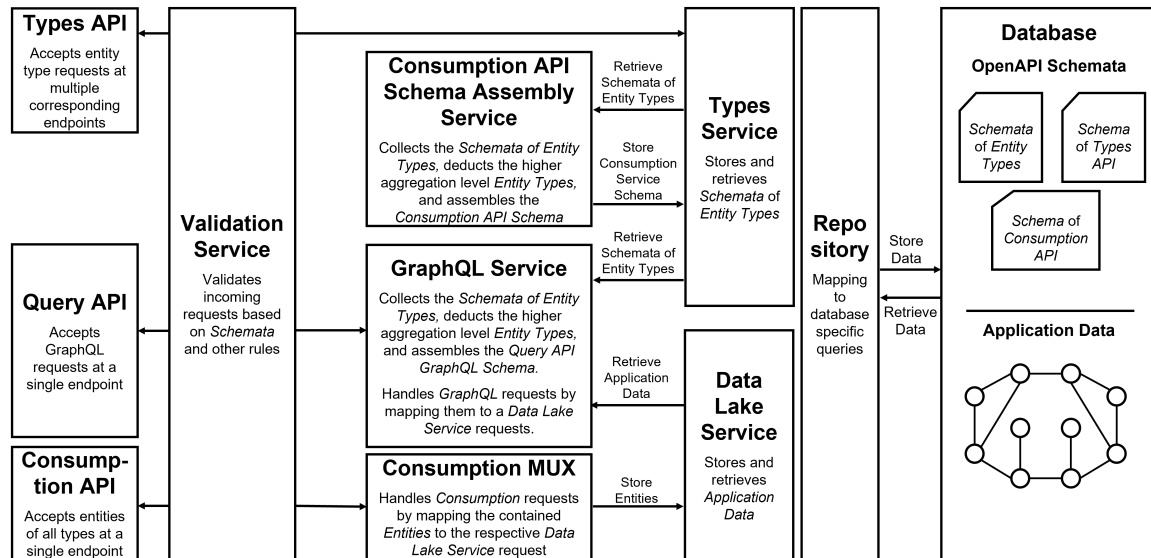 Types API
Accepts entity
type requests at
multiple
corresponding
endpoints
Query API
Accepts
GraphQL
requests at a
single endpoint
Consump-
tion API
Accepts entities
of all types at a
single endpoint
Validation
Service
Validates
incoming
requests based
on Schemata
and other rules
Consumption API
Schema Assembly
Service
Collects the Schemata of Entity
Types, deducts the higher
aggregation level Entity Types,
and assembles the
Consumption API Schema
GraphQL Service
Collects the Schemata of Entity
Types, deducts the higher
aggregation level Entity Types,
and assembles the Query API
GraphQL Schema.
Handles GraphQL requests by
mapping them to a Data Lake
Service requests.
Consumption MUX
Handles Consumption requests
by mapping the contained
Entities to the respective Data
Lake Service request
Retrieve
Schemata of
Entity Types
Store
Consumption
Service
Schema
Retrieve
Schemata of
Entity Types
Retrieve
Application
Data
Store
Entities
Types
Service
Stores and
retrieves
Schemata of
Entity Types
Data
Lake
Service
Stores and
retrieves
Application
Data
Repo
sitory
Mapping
to
database
specific
queries
Store
Data
Retrieve
Data
Database
OpenAPI Schemata
Schemata
of Entity
Types
Schema
of Types
API
Schema of
Consumption
API
Application Data